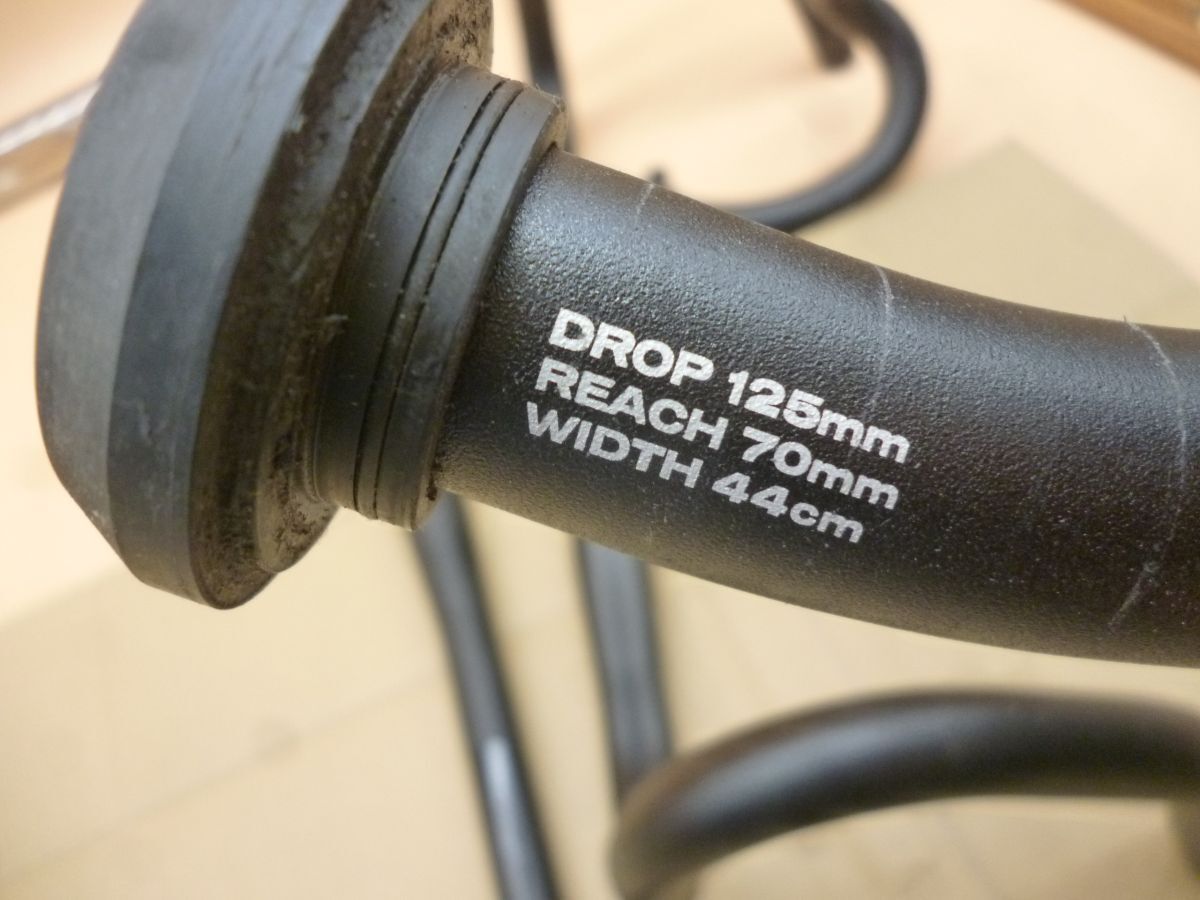 DROP 125mm
REACH 70mm
WIDTH 44cm